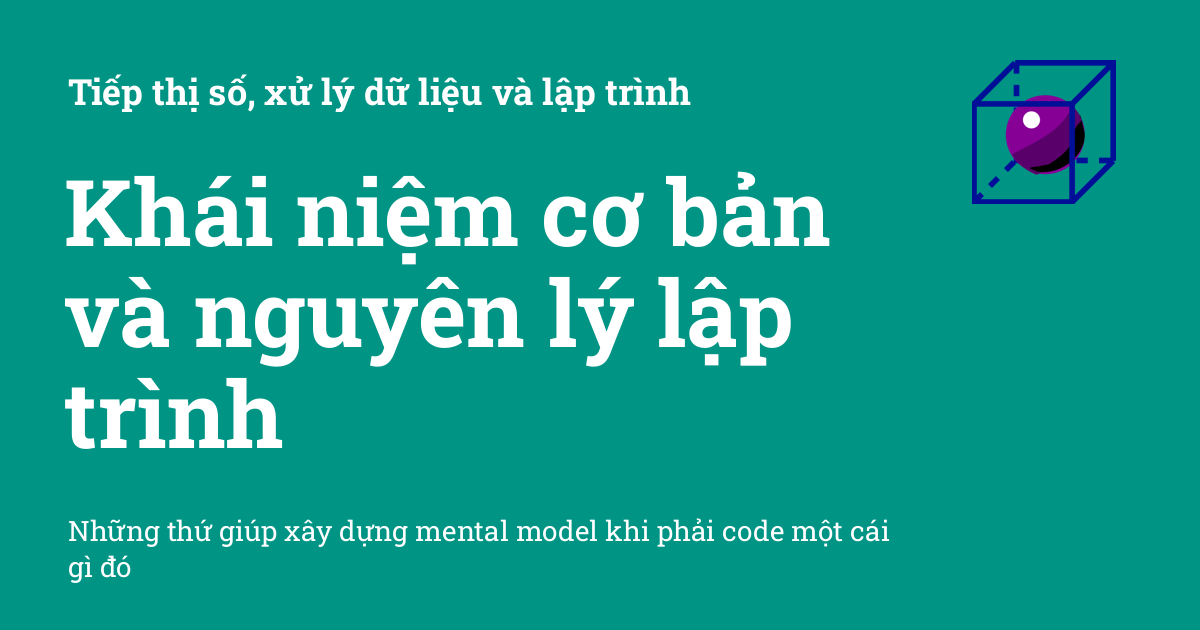 Tiếp thị số, xử lý dữ liệu và lập trình
Khái niệm cơ bản
và nguyên lý lập
trình
Những thứ giúp xây dựng mental model khi phải code một cái
gì đó